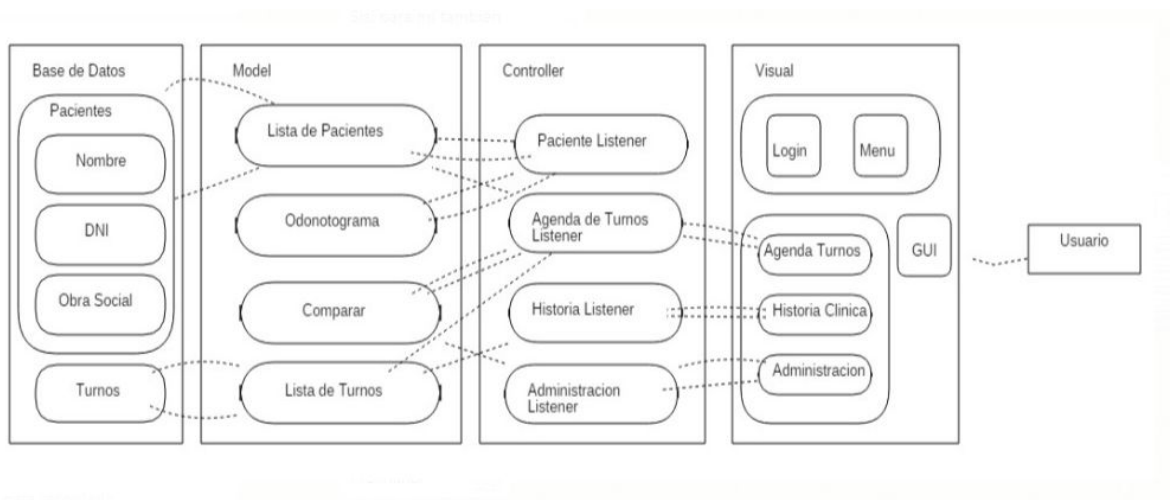 Base de Datos
Pacientes
Nombre
DNI
Obra Social
Turnos
Model
Lista de Pacientes
Odonotograma
Comparar
Lista de Turnos
Controller
Paciente Listener
Agenda de Turnos
Listener
Historia Listener
Administracion
Listener
Visual
Login
Menu
Agenda Turnos
Historia Clinica
Administracion
GUI
Usuario